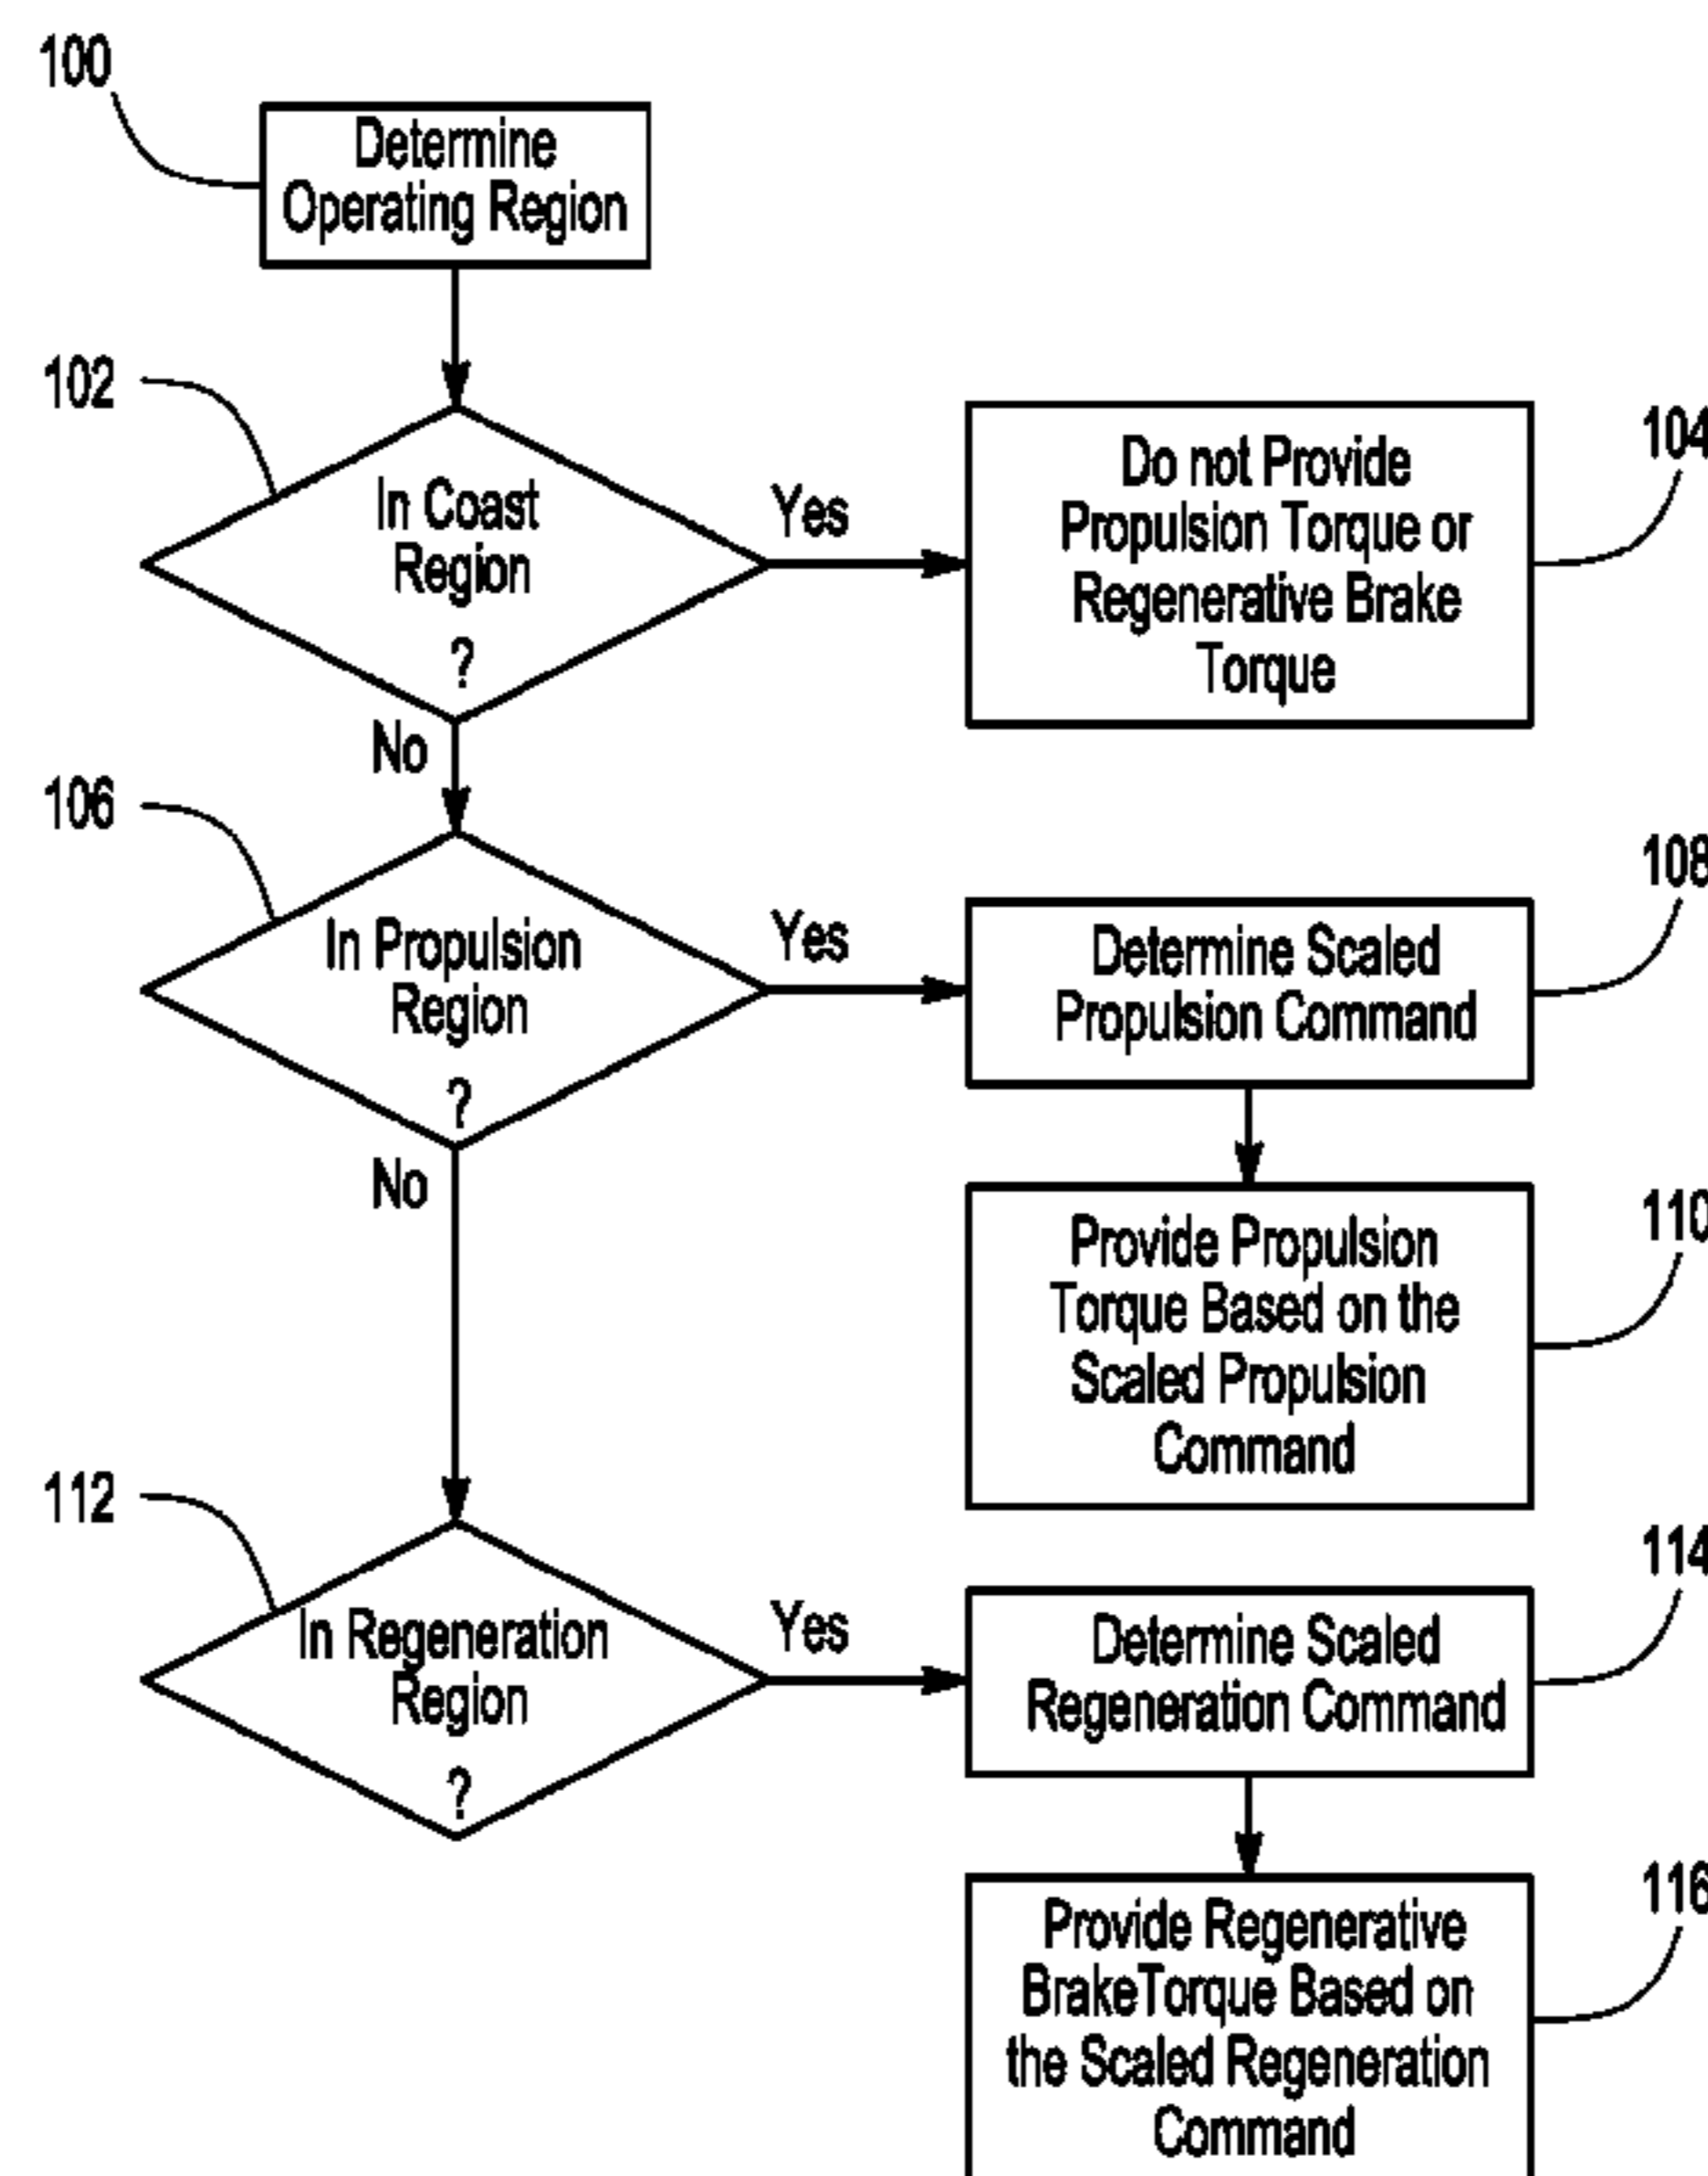 100
Determine
Operating Region
102
In Coast
Region
?
Yes
Do not Provide
Propulsion Torque or
Regenerative Brake
Torque
104
No
106
In Propulsion
Region
?
Yes
Determine Scaled
Propulsion Command
108
No
Provide Propulsion
Torque Based on the
Scaled Propulsion
Command
110
112
In Regeneration
Region
?
Yes
Determine Scaled
Regeneration Command
114
Provide Regenerative
BrakeTorque Based on
the Scaled Regeneration
Command
116